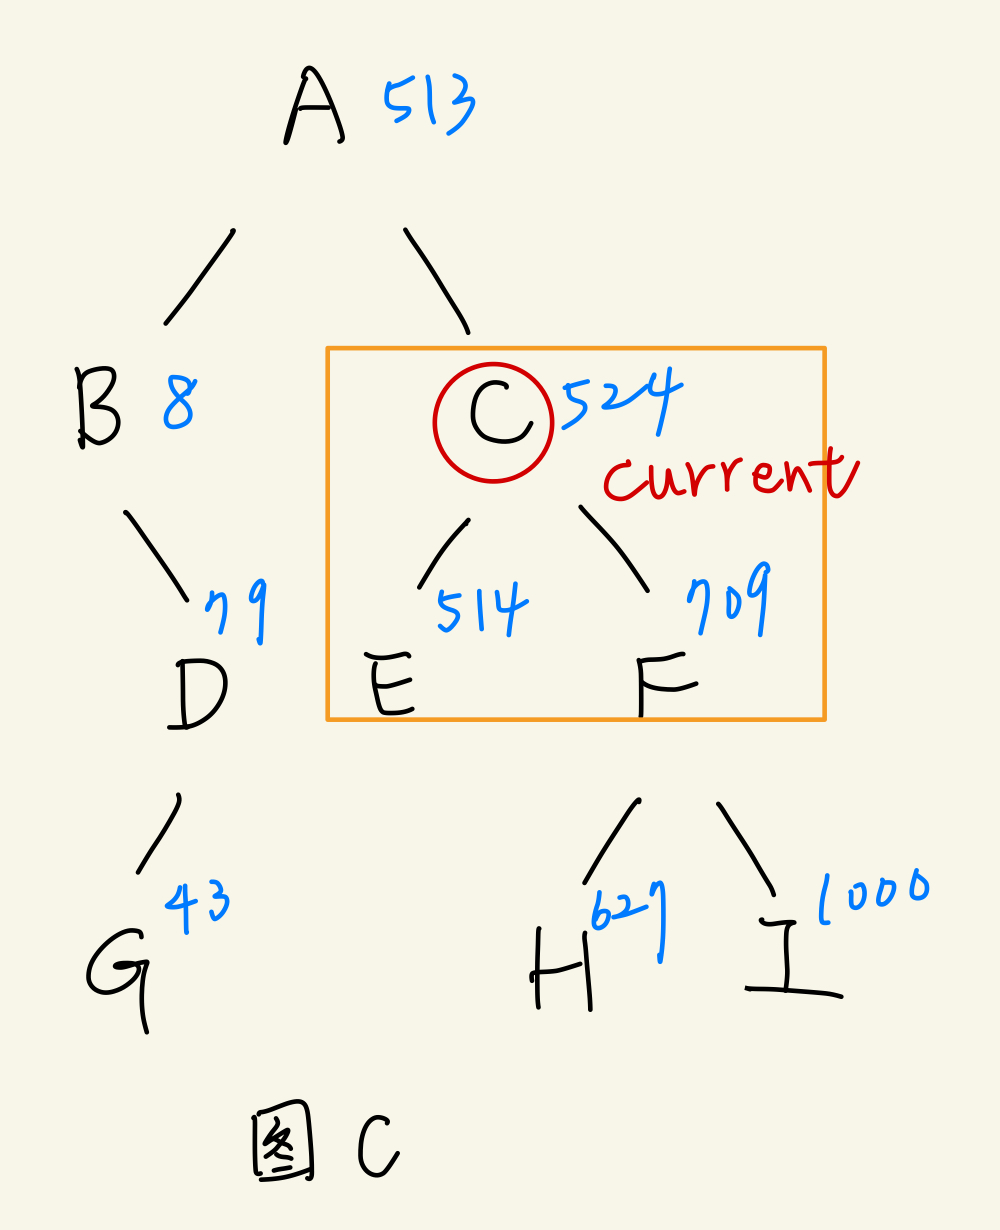 A 513
B 8
C 524
current
79
514
709
D
E
F
43
627
1000
G
H
I
图 C